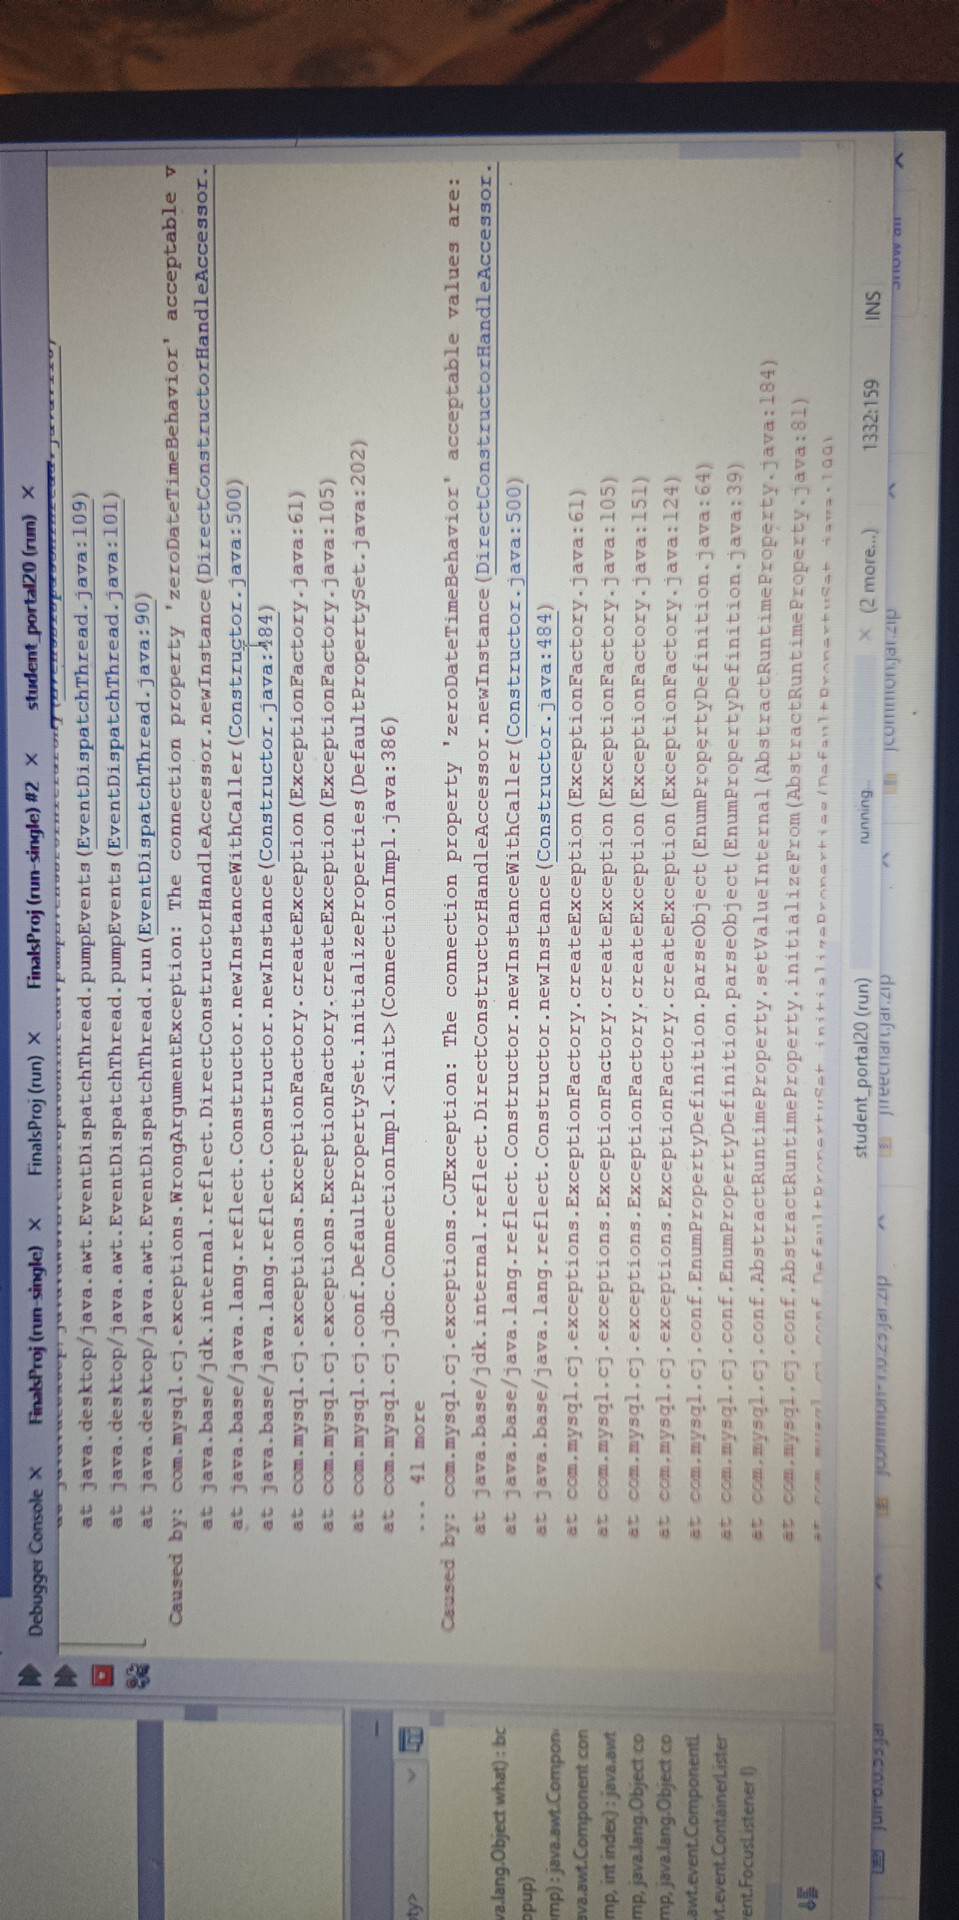 Debugger Console × FinalsProj (run-single) × FinalsProj (run) × FinalsProj (run-single) #2 × student_portal20 (run) ×
at java.desktop/java.awt.EventDispatchThread.pumpEvents(EventDispatchThread.java:109)
at java.desktop/java.awt.EventDispatchThread.pumpEvents(EventDispatchThread.java:101)
at java.desktop/java.awt.EventDispatchThread.run(EventDispatchThread.java:90)
Caused by: com.mysql.cj.exceptions.WrongArgumentException: The connection property 'zeroDateTimeBehavior' acceptable v
at java.base/jdk.internal.reflect.DirectConstructorHandleAccessor.newInstance(DirectConstructorHandleAccessor.
at java.base/java.lang.reflect.Constructor.newInstanceWithCaller(Constructor.java:500)
at java.base/java.lang.reflect.Constructor.newInstance(Constructor.java:484)
at com.mysql.cj.exceptions.ExceptionFactory.createException(ExceptionFactory.java:61)
at com.mysql.cj.exceptions.ExceptionFactory.createException(ExceptionFactory.java:105)
at com.mysql.cj.conf.DefaultPropertySet.initializeProperties(DefaultPropertySet.java:202)
at com.mysql.cj.jdbc.ConnectionImpl.<init>(ConnectionImpl.java:386)
... 41 more
Caused by: com.mysql.cj.exceptions.CJException: The connection property 'zeroDateTimeBehavior' acceptable values are:
at java.base/jdk.internal.reflect.DirectConstructorHandleAccessor.newInstance(DirectConstructorHandleAccessor.
at java.base/java.lang.reflect.Constructor.newInstanceWithCaller(Constructor.java:500)
at java.base/java.lang.reflect.Constructor.newInstance(Constructor.java:484)
at com.mysql.cj.exceptions.ExceptionFactory.createException(ExceptionFactory.java:61)
at com.mysql.cj.exceptions.ExceptionFactory.createException(ExceptionFactory.java:105)
at com.mysql.cj.exceptions.ExceptionFactory.createException(ExceptionFactory.java:151)
at com.mysql.cj.exceptions.ExceptionFactory.createException(ExceptionFactory.java:124)
at com.mysql.cj.conf.EnumPropertyDefinition.parseObject(EnumPropertyDefinition.java:64)
at com.mysql.cj.conf.EnumPropertyDefinition.parseObject(EnumPropertyDefinition.java:39)
at com.mysql.cj.conf.AbstractRuntimeProperty.setValueInternal(AbstractRuntimeProperty.java:184)
at com.mysql.cj.conf.AbstractRuntimeProperty.initializeFrom(AbstractRuntimeProperty.java:81)
ty>
va.lang.Object what) : bc
opup)
mp) : java.awt.Compon
ava.awt.Component con
mp, int index) : java.awt
mp, java.lang.Object co
mp, java.lang.Object co
.awt.event.ComponentL
vt.event.ContainerLister
ent.FocusListener l)
student_portal20 (run) running... × (2 more...) 1332:159 INS
jcommon-1.0.23.jar.zip jfreechart.jar.zip jcommon.jar.zip Show all